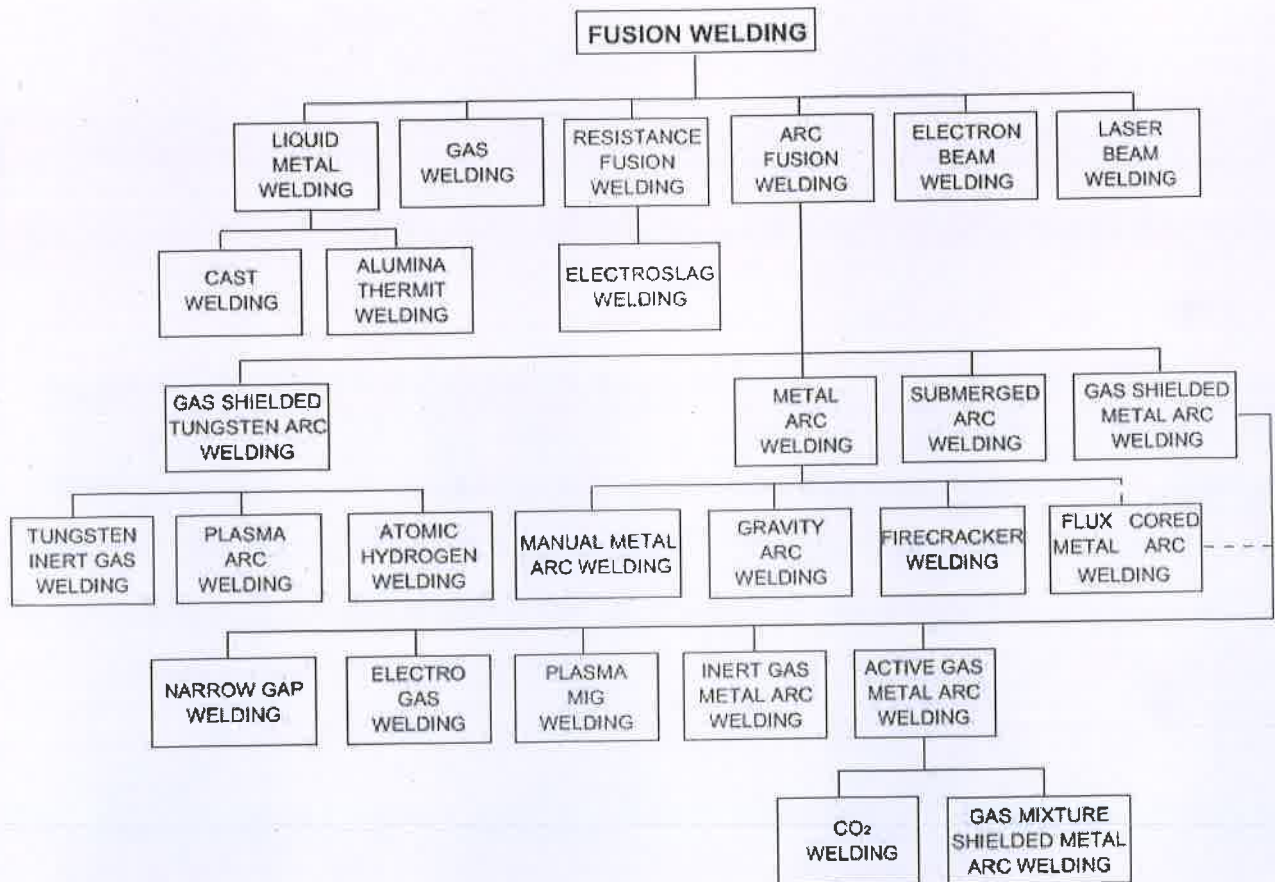 FUSION WELDING
LIQUID
METAL
WELDING
GAS
WELDING
RESISTANCE
FUSION
WELDING
ARC
FUSION
WELDING
ELECTRON
BEAM
WELDING
LASER
BEAM
WELDING
CAST
WELDING
ALUMINA
THERMIT
WELDING
ELECTROSLAG
WELDING
GAS SHIELDED
TUNGSTEN ARC
WELDING
METAL
ARC
WELDING
SUBMERGED
ARC
WELDING
GAS SHIELDED
METAL ARC
WELDING
TUNGSTEN
INERT GAS
WELDING
PLASMA
ARC
WELDING
ATOMIC
HYDROGEN
WELDING
MANUAL METAL
ARC WELDING
GRAVITY
ARC
WELDING
FIRECRACKER
WELDING
FLUX CORED
METAL ARC
WELDING
NARROW GAP
WELDING
ELECTRO
GAS
WELDING
PLASMA
MIG
WELDING
INERT GAS
METAL ARC
WELDING
ACTIVE GAS
METAL ARC
WELDING
CO₂
WELDING
GAS MIXTURE
SHIELDED METAL
ARC WELDING